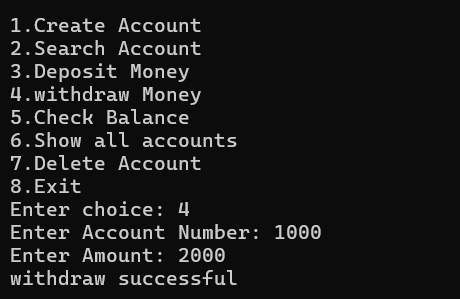 1.Create Account
2.Search Account
3.Deposit Money
4.withdraw Money
5.Check Balance
6.Show all accounts
7.Delete Account
8.Exit
Enter choice: 4
Enter Account Number: 1000
Enter Amount: 2000
withdraw successful